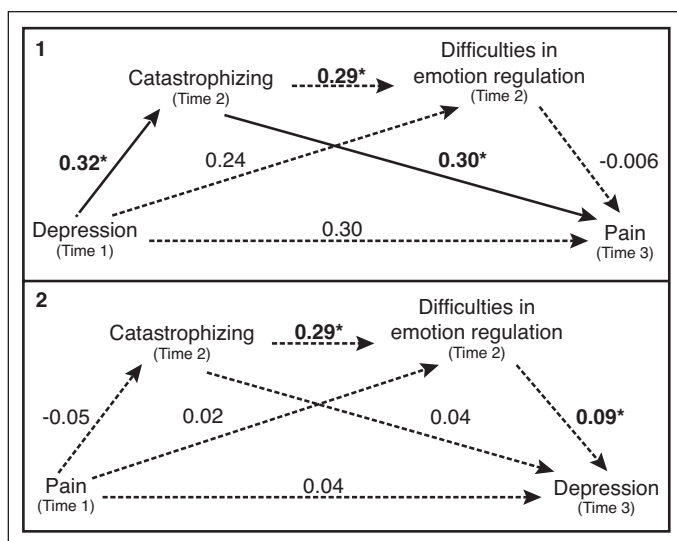 1
Difficulties in
emotion regulation
(Time 2)
Catastrophizing
(Time 2)
0.29*
0.32*
0.24
0.30*
-0.006
Depression
(Time 1)
0.30
Pain
(Time 3)
2
Difficulties in
emotion regulation
(Time 2)
Catastrophizing
(Time 2)
0.29*
-0.05
0.02
0.04
0.09*
Pain
(Time 1)
0.04
Depression
(Time 3)